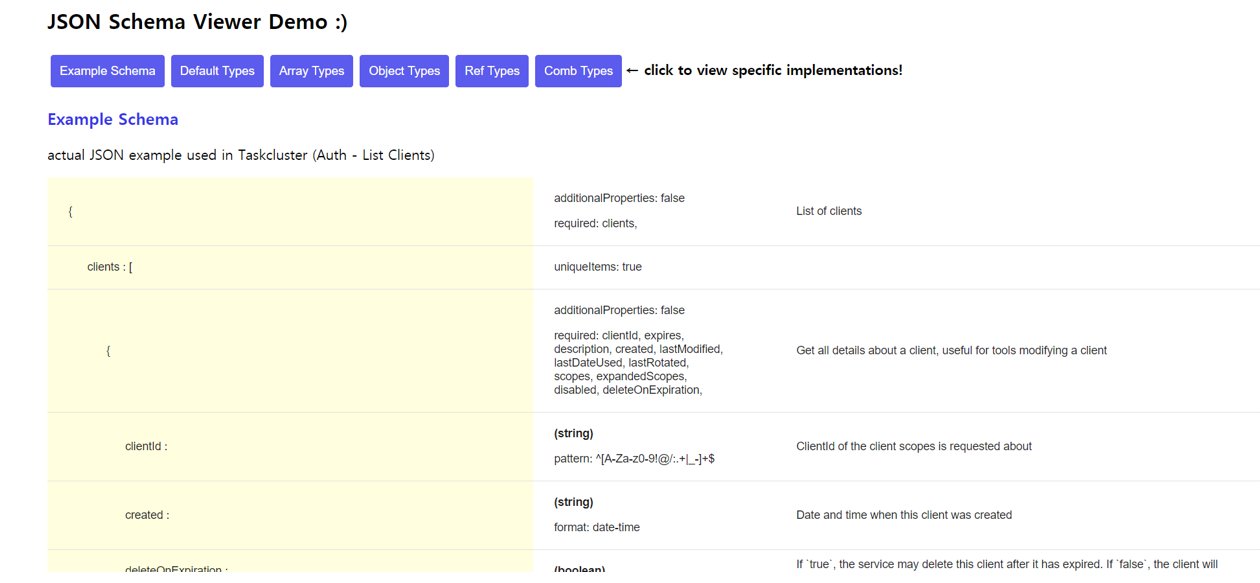 JSON Schema Viewer Demo :)
Example Schema Default Types Array Types Object Types Ref Types Comb Types ← click to view specific implementations!
Example Schema
actual JSON example used in Taskcluster (Auth - List Clients)
{
additionalProperties: false
required: clients,
List of clients
clients : [
uniqueItems: true
{
additionalProperties: false
required: clientId, expires,
description, created, lastModified,
lastDateUsed, lastRotated,
scopes, expandedScopes,
disabled, deleteOnExpiration,
Get all details about a client, useful for tools modifying a client
clientId :
(string)
pattern: ^[A-Za-z0-9!@/:.+|_-]+$
ClientId of the client scopes is requested about
created :
(string)
format: date-time
Date and time when this client was created
deleteOnExpiration :
(boolean)
If `true`, the service may delete this client after it has expired. If `false`, the client will